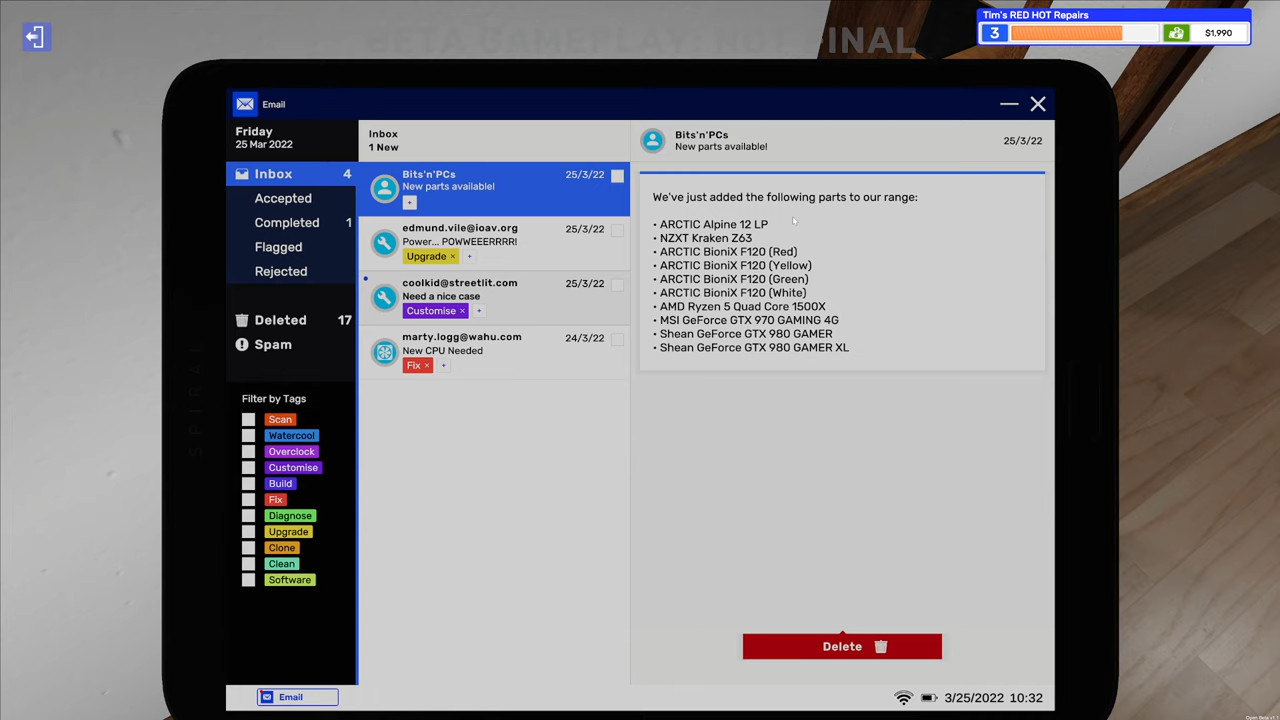 Tim's RED HOT Repairs
3
$1,990
INAL
Email
Friday
24 Mar 2022
Inbox 4
Accepted
Completed 1
Flagged
Rejected
Deleted 17
Spam
Filter by Tags
Scan
Watercool
Overclock
Customise
Build
Fix
Diagnose
Upgrade
Clone
Clean
Software
Inbox
1 New
Bits'n'PCs 25/3/22
New parts available!
+
edmund.vile@ioav.org 25/3/22
Power... POWWEEERRRR!
Upgrade × +
coolkid@streetlit.com 25/3/22
Need a nice case
Customise × +
marty.logg@wahu.com 24/3/22
New CPU Needed
Fix × +
Bits'n'PCs
New parts available!
25/3/22
We've just added the following parts to our range:
• ARCTIC Alpine 12 LP
• NZXT Kraken Z63
• ARCTIC BioniX F120 (Red)
• ARCTIC BioniX F120 (Yellow)
• ARCTIC BioniX F120 (Green)
• ARCTIC BioniX F120 (White)
• AMD Ryzen 5 Quad Core 1500X
• MSI GeForce GTX 970 GAMING 4G
• Shean GeForce GTX 980 GAMER
• Shean GeForce GTX 980 GAMER XL
Delete
SPIRAL
Email
3/25/2022 10:32